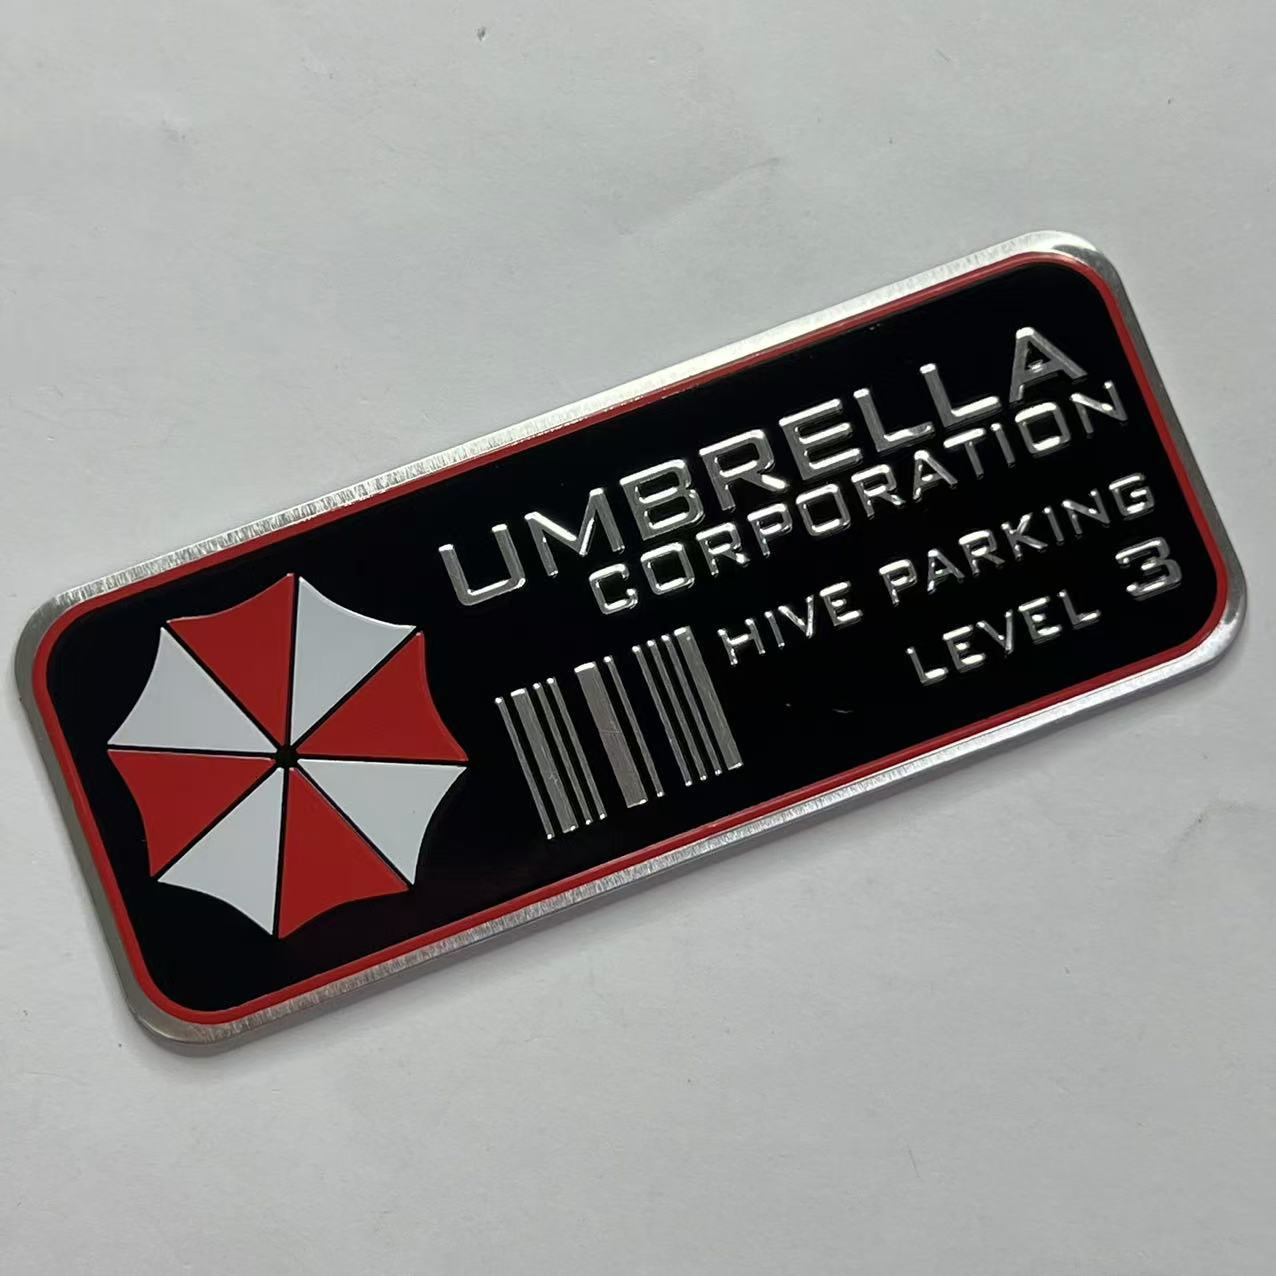 UMBRELLA
CORPORATION
HIVE PARKING
LEVEL 3